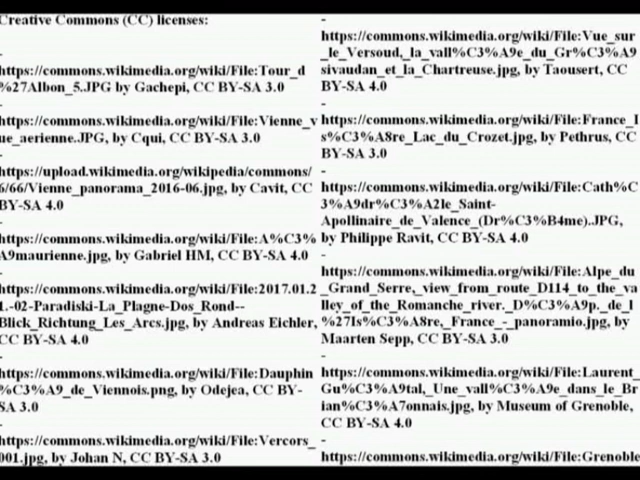 Creative Commons (CC) licenses:
-
https://commons.wikimedia.org/wiki/File:Tour_d
%27Albon_5.JPG by Gachepi, CC BY-SA 3.0
-
https://commons.wikimedia.org/wiki/File:Vienne_v
ue_aerienne.JPG, by Cqui, CC BY-SA 3.0
-
https://upload.wikimedia.org/wikipedia/commons/
6/66/Vienne_panorama_2016-06.jpg, by Cavit, CC
BY-SA 4.0
-
https://commons.wikimedia.org/wiki/File:A%C3%
A9maurienne.jpg, by Gabriel HM, CC BY-SA 4.0
-
https://commons.wikimedia.org/wiki/File:2017.01.2
1.-02-Paradiski-La_Plagne-Dos_Rond--
Blick_Richtung_Les_Arcs.jpg, by Andreas Eichler,
CC BY-SA 4.0
-
https://commons.wikimedia.org/wiki/File:Dauphin
%C3%A9_de_Viennois.png, by Odejea, CC BY-
SA 3.0
-
https://commons.wikimedia.org/wiki/File:Vercors_
001.jpg, by Johan N, CC BY-SA 3.0
-
https://commons.wikimedia.org/wiki/File:Vue_sur
_le_Versoud,_la_vall%C3%A9e_du_Gr%C3%A9
sivaudan_et_la_Chartreuse.jpg, by Taousert, CC
BY-SA 4.0
-
https://commons.wikimedia.org/wiki/File:France_I
s%C3%A8re_Lac_du_Crozet.jpg, by Pethrus, CC
BY-SA 3.0
-
https://commons.wikimedia.org/wiki/File:Cath%C
3%A9dr%C3%A2le_Saint-
Apollinaire_de_Valence_(Dr%C3%B4me).JPG,
by Philippe Ravit, CC BY-SA 4.0
-
https://commons.wikimedia.org/wiki/File:Alpe_du
_Grand_Serre,_view_from_route_D114_to_the_va
lley_of_the_Romanche_river._D%C3%A9p._de_l
%27Is%C3%A8re,_France_-_panoramio.jpg, by
Maarten Sepp, CC BY-SA 3.0
-
https://commons.wikimedia.org/wiki/File:Laurent_
Gu%C3%A9tal,_Une_vall%C3%A9e_dans_le_Br
ian%C3%A7onnais.jpg, by Museum of Grenoble,
CC BY-SA 4.0
-
https://commons.wikimedia.org/wiki/File:Grenoble